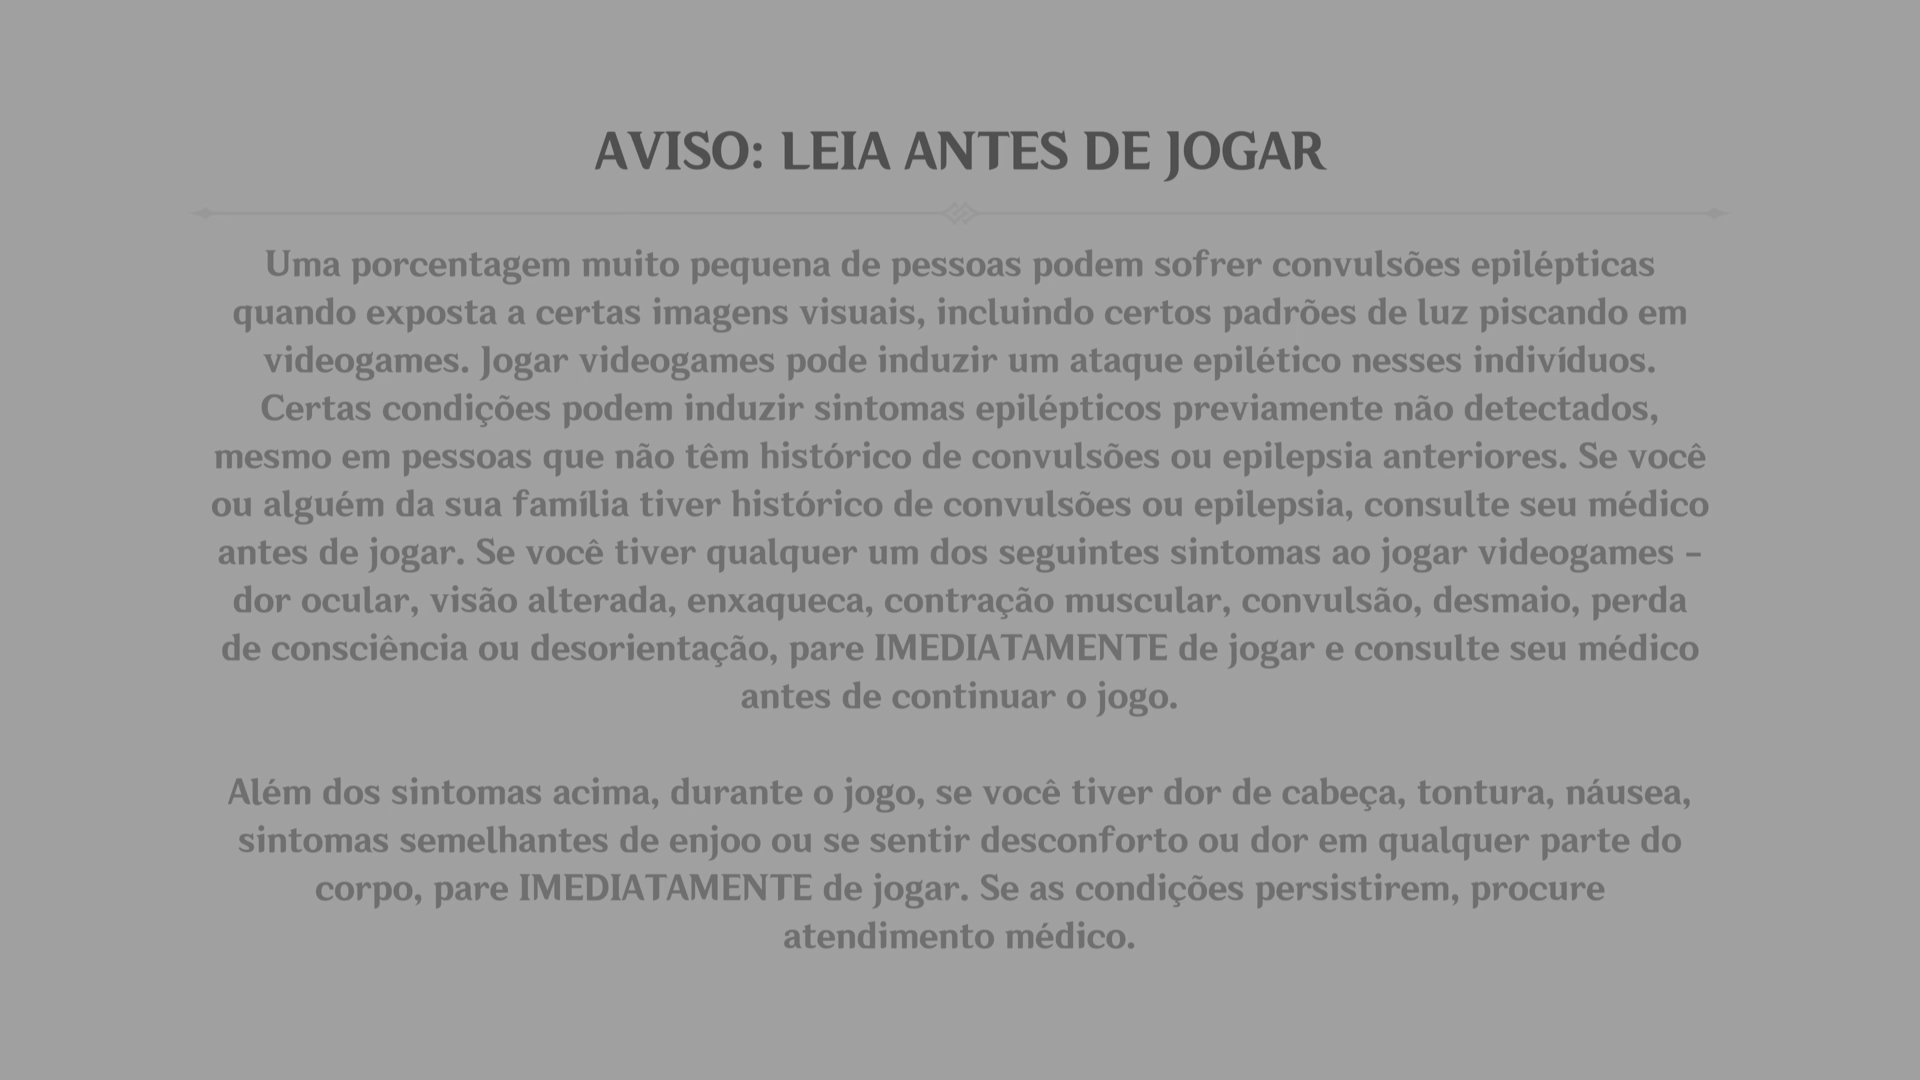 AVISO: LEIA ANTES DE JOGAR
Uma porcentagem muito pequena de pessoas podem sofrer convulsões epilépticas
quando exposta a certas imagens visuais, incluindo certos padrões de luz piscando em
videogames. Jogar videogames pode induzir um ataque epilético nesses indivíduos.
Certas condições podem induzir sintomas epilépticos previamente não detectados,
mesmo em pessoas que não têm histórico de convulsões ou epilepsia anteriores. Se você
ou alguém da sua família tiver histórico de convulsões ou epilepsia, consulte seu médico
antes de jogar. Se você tiver qualquer um dos seguintes sintomas ao jogar videogames –
dor ocular, visão alterada, enxaqueca, contração muscular, convulsão, desmaio, perda
de consciência ou desorientação, pare IMEDIATAMENTE de jogar e consulte seu médico
antes de continuar o jogo.
Além dos sintomas acima, durante o jogo, se você tiver dor de cabeça, tontura, náusea,
sintomas semelhantes de enjoo ou se sentir desconforto ou dor em qualquer parte do
corpo, pare IMEDIATAMENTE de jogar. Se as condições persistirem, procure
atendimento médico.